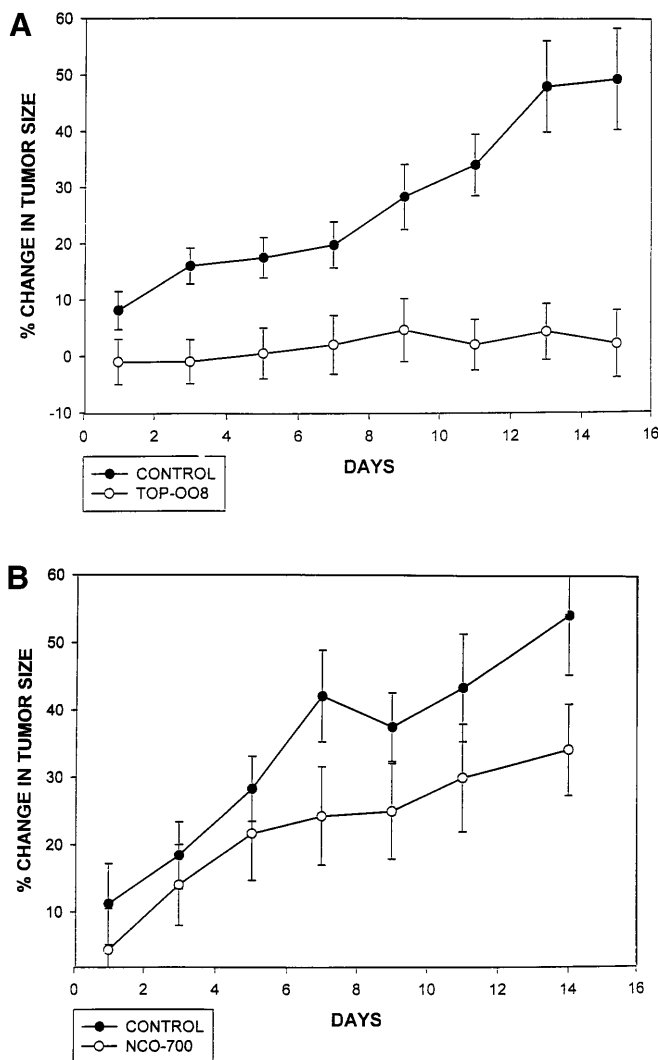 A
60
50
40
30
20
10
0
-10
% CHANGE IN TUMOR SIZE
0 2 4 6 8 10 12 14 16
DAYS
CONTROL
TOP-OO8
B
60
50
40
30
20
10
% CHANGE IN TUMOR SIZE
0 2 4 6 8 10 12 14 16
DAYS
CONTROL
NCO-700